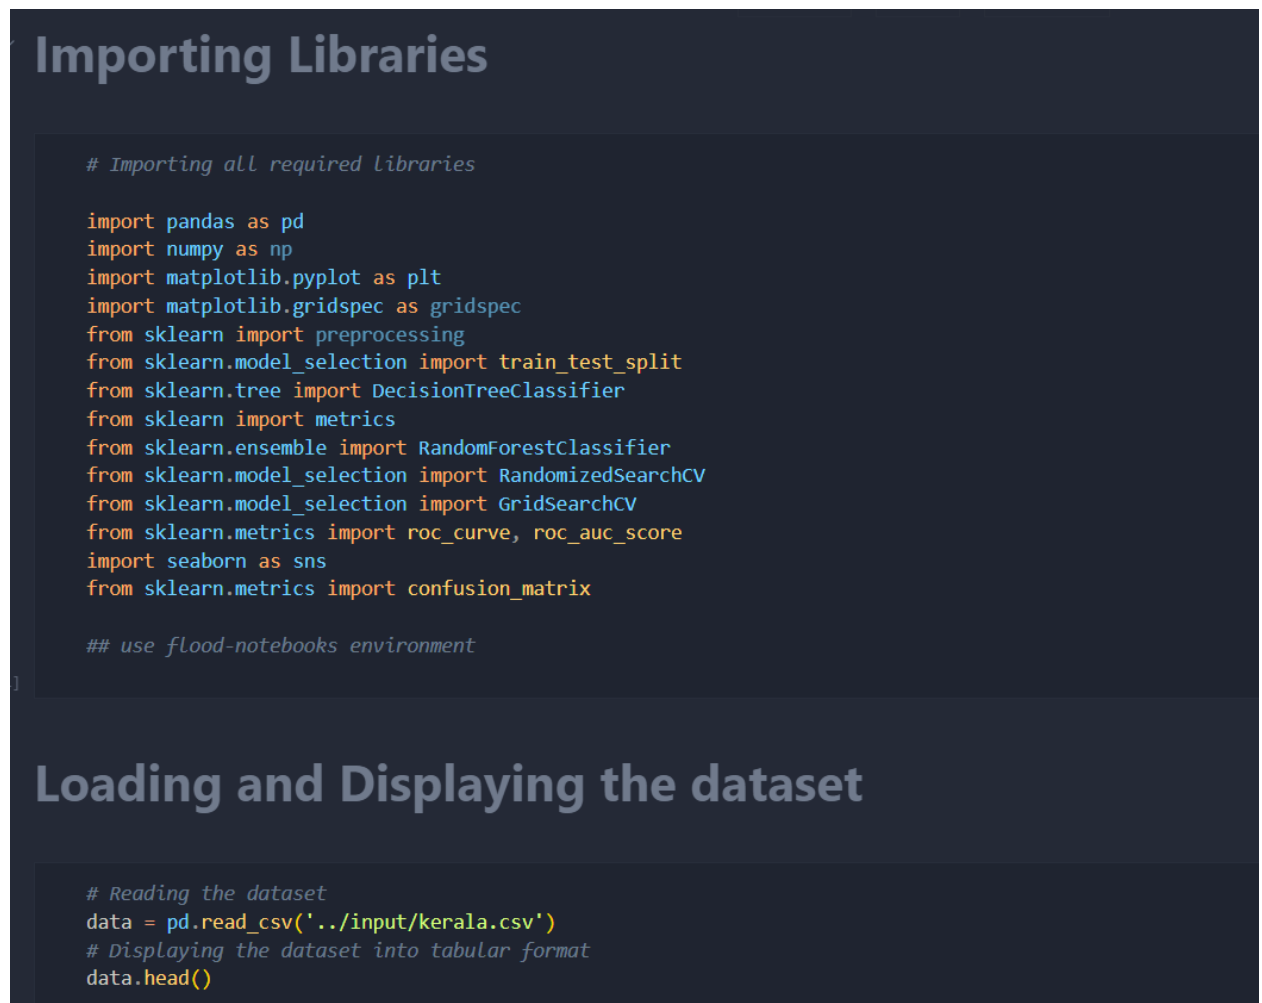 Importing Libraries
# Importing all required libraries
import pandas as pd
import numpy as np
import matplotlib.pyplot as plt
import matplotlib.gridspec as gridspec
from sklearn import preprocessing
from sklearn.model_selection import train_test_split
from sklearn.tree import DecisionTreeClassifier
from sklearn import metrics
from sklearn.ensemble import RandomForestClassifier
from sklearn.model_selection import RandomizedSearchCV
from sklearn.model_selection import GridSearchCV
from sklearn.metrics import roc_curve, roc_auc_score
import seaborn as sns
from sklearn.metrics import confusion_matrix
## use flood-notebooks environment
]
Loading and Displaying the dataset
# Reading the dataset
data = pd.read_csv('../input/kerala.csv')
# Displaying the dataset into tabular format
data.head()